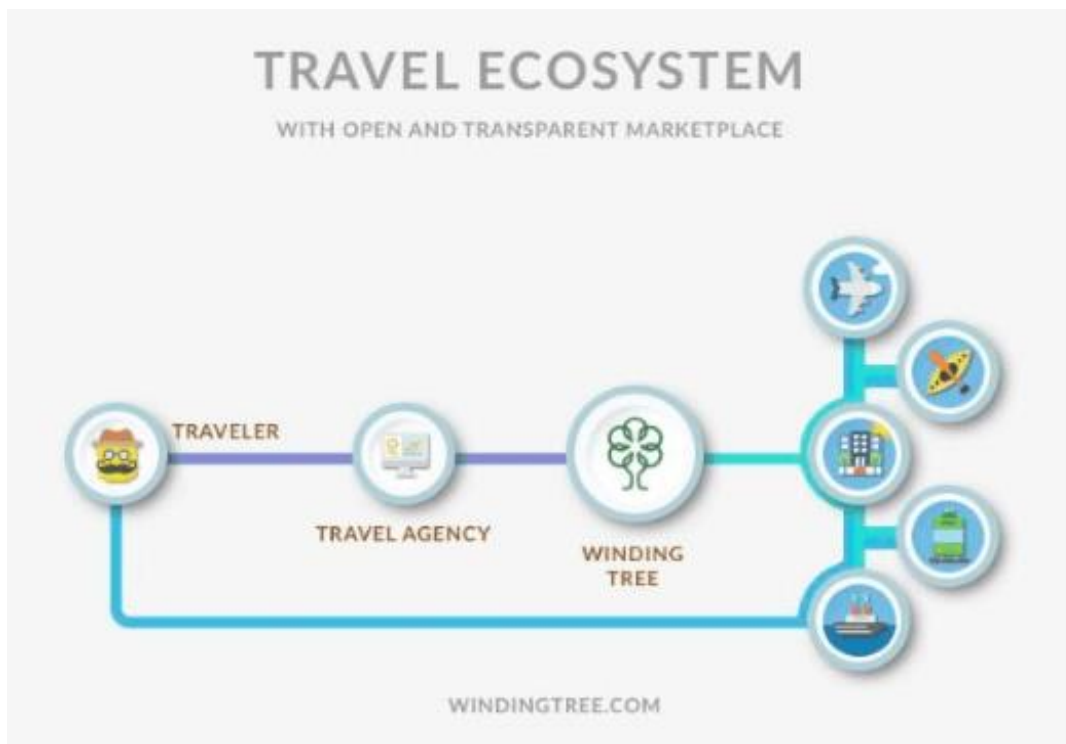 TRAVEL ECOSYSTEM
WITH OPEN AND TRANSPARENT MARKETPLACE
TRAVELER
TRAVEL AGENCY
WINDING
TREE
WINDINGTREE.COM